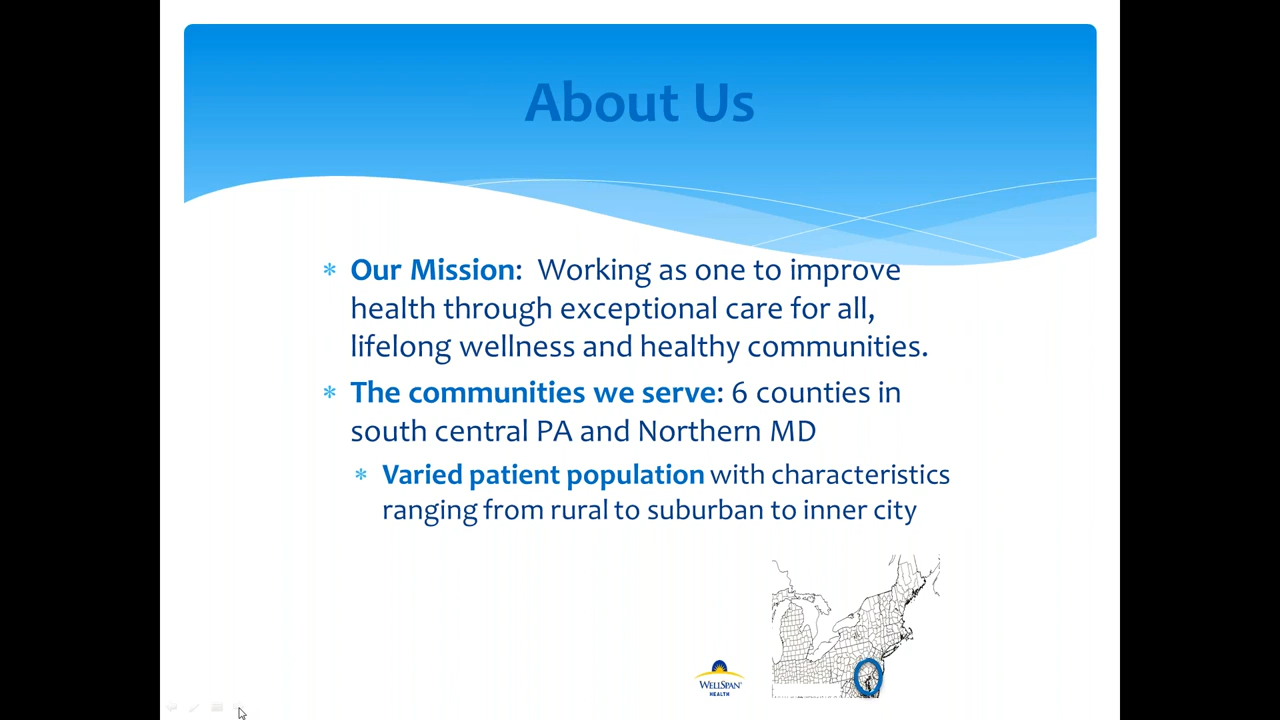 About Us
Our Mission:  Working as one to improve
health through exceptional care for all,
lifelong wellness and healthy communities.
The communities we serve: 6 counties in
south central PA and Northern MD
Varied patient population with characteristics
ranging from rural to suburban to inner city
WELLSPAN
HEALTH